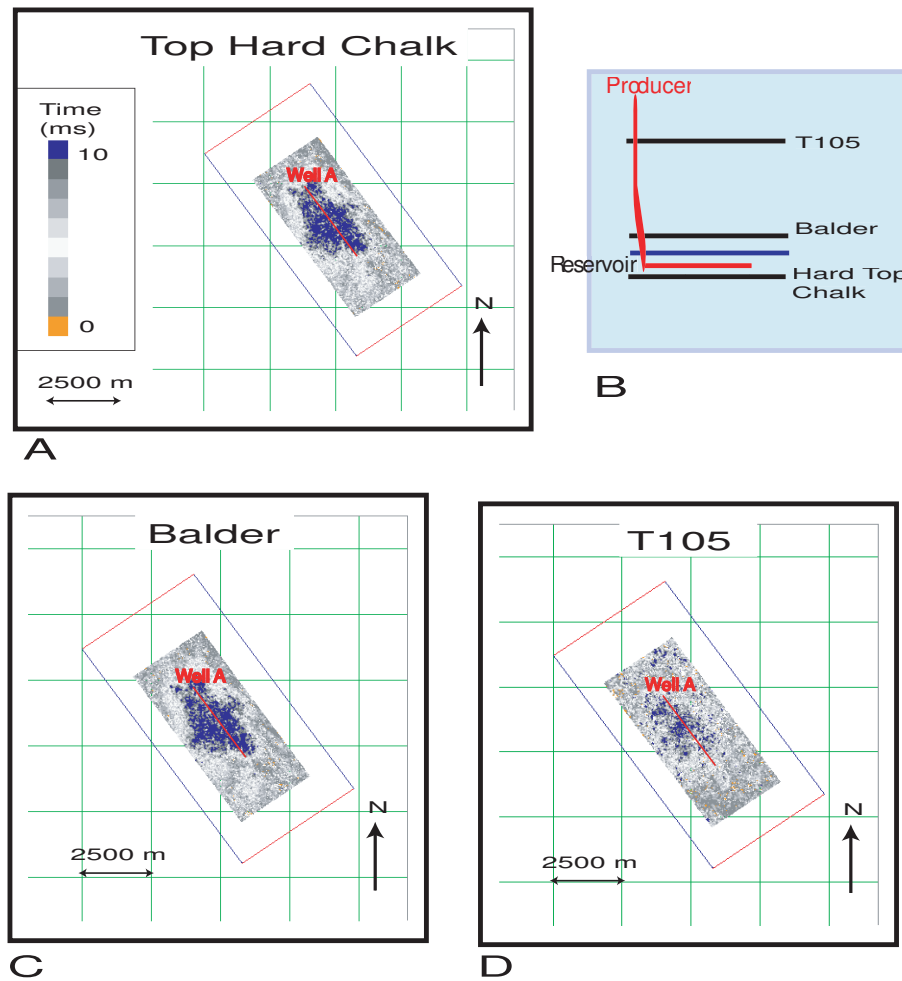 Top Hard Chalk
Time
(ms)
10
0
2500 m
Well A
N
A
Producer
T105
Balder
Reservoir
Hard Top
Chalk
B
Balder
Well A
N
2500 m
C
T105
Well A
N
2500 m
D